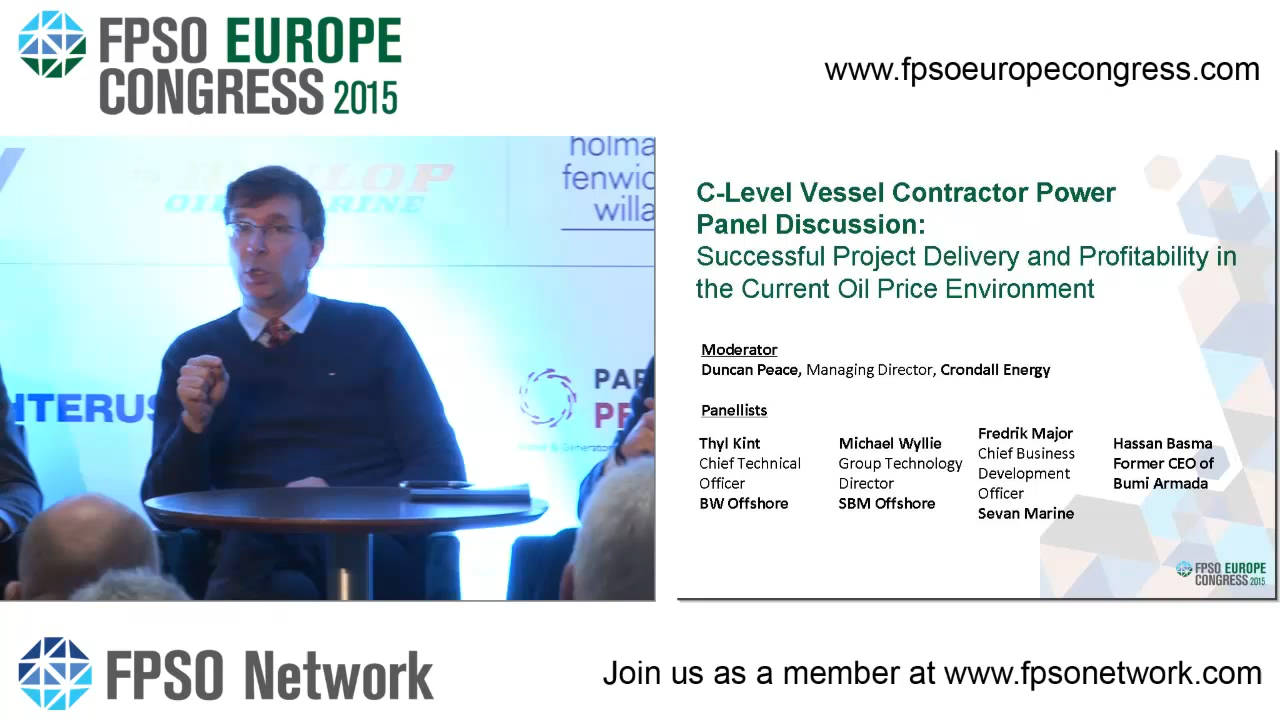 FPSO EUROPE
CONGRESS 2015
www.fpsoeuropecongress.com
holma
fenwic
willa
OIL
PAR
PE
C-Level Vessel Contractor Power
Panel Discussion:
Successful Project Delivery and Profitability in
the Current Oil Price Environment
Moderator
Duncan Peace, Managing Director, Crondall Energy
Panellists
Thyl Kint
Chief Technical
Officer
BW Offshore
Michael Wyllie
Group Technology
Director
SBM Offshore
Fredrik Major
Chief Business
Development
Officer
Sevan Marine
Hassan Basma
Former CEO of
Bumi Armada
FPSO EUROPE
CONGRESS 2015
FPSO Network
Join us as a member at www.fpsonetwork.com